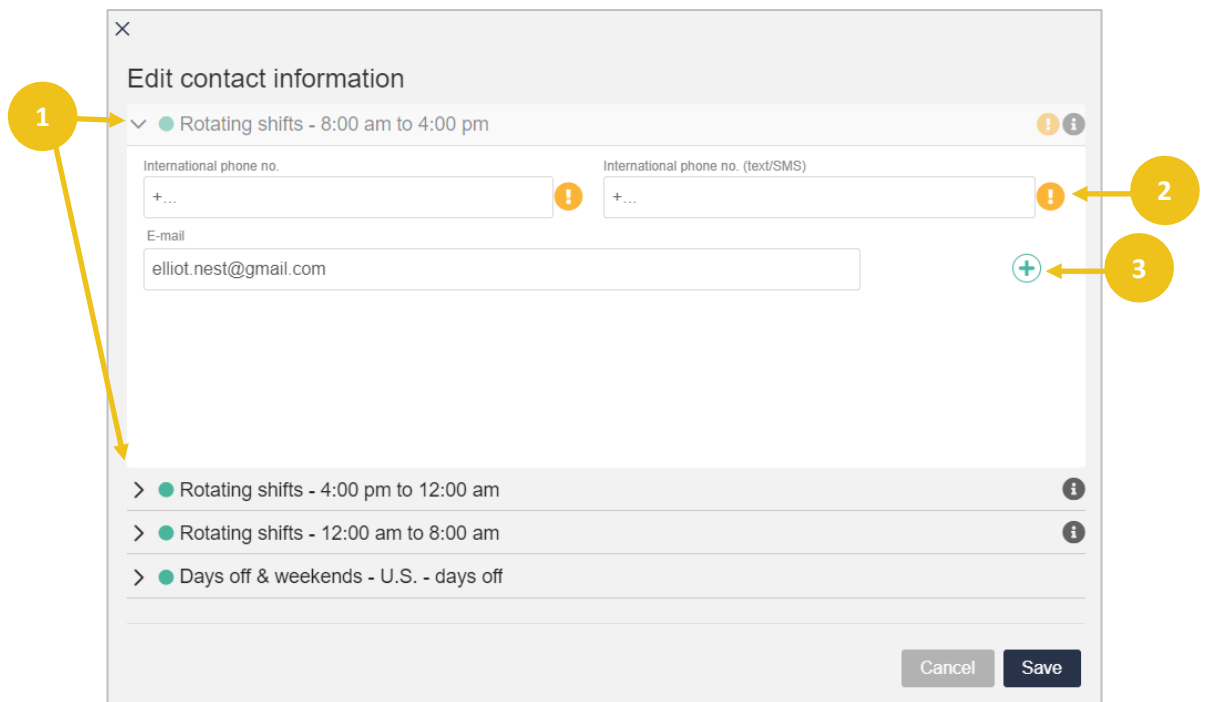 Edit contact information
1
Rotating shifts - 8:00 am to 4:00 pm
International phone no.
International phone no. (text/SMS)
+...
+...
2
E-mail
elliot.nest@gmail.com
3
Rotating shifts - 4:00 pm to 12:00 am
Rotating shifts - 12:00 am to 8:00 am
Days off & weekends - U.S. - days off
Cancel
Save